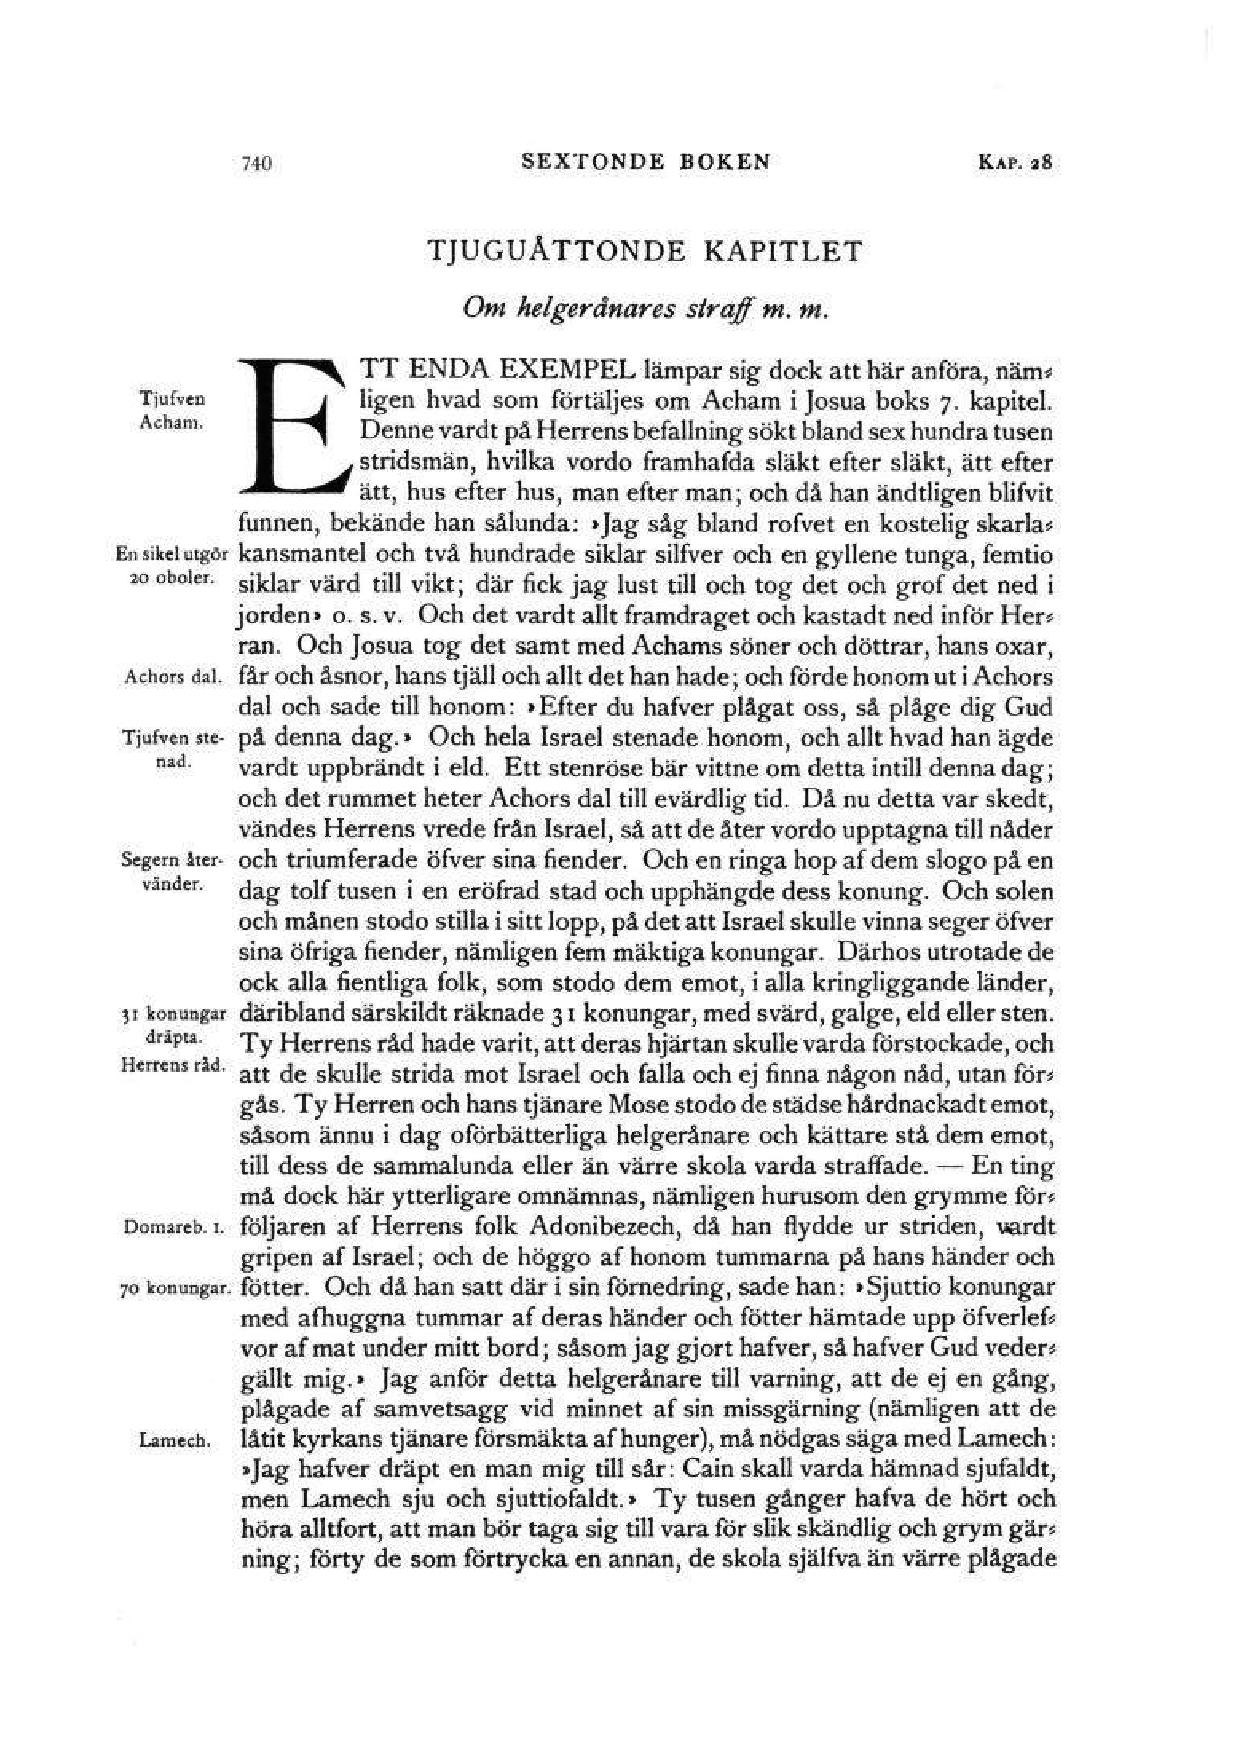 740 SEXTONDE BOKEN KAP. 28
TJUGUÅTTONDE KAPITLET
Om helgerånares straff m. m.
ETT ENDA EXEMPEL lämpar sig dock att här anföra, näm-
Tjufven ligen hvad som förtäljes om Acham i Josua boks 7. kapitel.
Acham. Denne vardt på Herrens befallning sökt bland sex hundra tusen
stridsmän, hvilka vordo framhafda släkt efter släkt, ätt efter
ätt, hus efter hus, man efter man; och då han ändtligen blifvit
funnen, bekände han sålunda: »Jag såg bland rofvet en kostelig skarla-
En sikel utgör kansmantel och två hundrade siklar silfver och en gyllene tunga, femtio
20 oboler. siklar värd till vikt; där fick jag lust till och tog det och grof det ned i
jorden» o. s. v. Och det vardt allt framdraget och kastadt ned inför Her-
ran. Och Josua tog det samt med Achams söner och döttrar, hans oxar,
Achors dal. får och åsnor, hans tjäll och allt det han hade; och förde honom ut i Achors
dal och sade till honom: »Efter du hafver plågat oss, så plåge dig Gud
Tjufven ste- på denna dag.» Och hela Israel stenade honom, och allt hvad han ägde
nad. vardt uppbrändt i eld. Ett stenröse bär vittne om detta intill denna dag;
och det rummet heter Achors dal till evärdlig tid. Då nu detta var skedt,
vändes Herrens vrede från Israel, så att de åter vordo upptagna till nåder
Segern åter- och triumferade öfver sina fiender. Och en ringa hop af dem slogo på en
vänder. dag tolf tusen i en eröfrad stad och upphängde dess konung. Och solen
och månen stodo stilla i sitt lopp, på det att Israel skulle vinna seger öfver
sina öfriga fiender, nämligen fem mäktiga konungar. Därhos utrotade de
ock alla fientliga folk, som stodo dem emot, i alla kringliggande länder,
31 konungar däribland särskildt räknade 31 konungar, med svärd, galge, eld eller sten.
dräpta. Ty Herrens råd hade varit, att deras hjärtan skulle varda förstockade, och
Herrens råd. att de skulle strida mot Israel och falla och ej finna någon nåd, utan för-
gås. Ty Herren och hans tjänare Mose stodo de städse hårdnackadt emot,
såsom ännu i dag oförbätterliga helgerånare och kättare stå dem emot,
till dess de sammalunda eller än värre skola varda straffade. — En ting
må dock här ytterligare omnämnas, nämligen hurusom den grymme för-
Domareb. 1. följaren af Herrens folk Adonibezech, då han flydde ur striden, vardt
gripen af Israel; och de höggo af honom tummarna på hans händer och
70 konungar. fötter. Och då han satt där i sin förnedring, sade han: »Sjuttio konungar
med afhuggna tummar af deras händer och fötter hämtade upp öfverlef-
vor af mat under mitt bord; såsom jag gjort hafver, så hafver Gud veder-
gällt mig.» Jag anför detta helgerånare till varning, att de ej en gång,
plågade af samvetsagg vid minnet af sin missgärning (nämligen att de
Lamech. låtit kyrkans tjänare försmäkta af hunger), må nödgas säga med Lamech:
»Jag hafver dräpt en man mig till sår: Cain skall varda hämnad sjufaldt,
men Lamech sju och sjuttiofaldt.» Ty tusen gånger hafva de hört och
höra alltfort, att man bör taga sig till vara för slik skändlig och grym gär-
ning; förty de som förtrycka en annan, de skola själfva än värre plågade